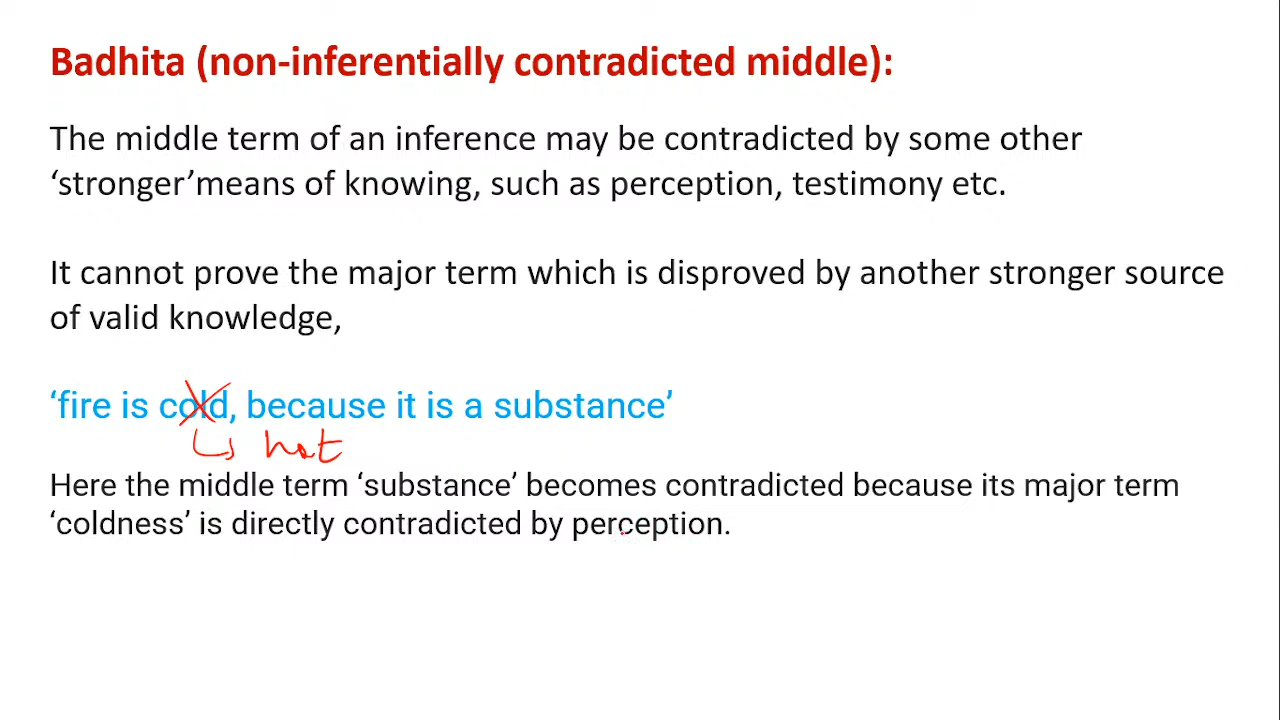 Badhita (non-inferentially contradicted middle):
The middle term of an inference may be contradicted by some other
‘stronger’means of knowing, such as perception, testimony etc.
It cannot prove the major term which is disproved by another stronger source
of valid knowledge,
‘fire is cold, because it is a substance’
hot
Here the middle term ‘substance’ becomes contradicted because its major term
‘coldness’ is directly contradicted by perception.